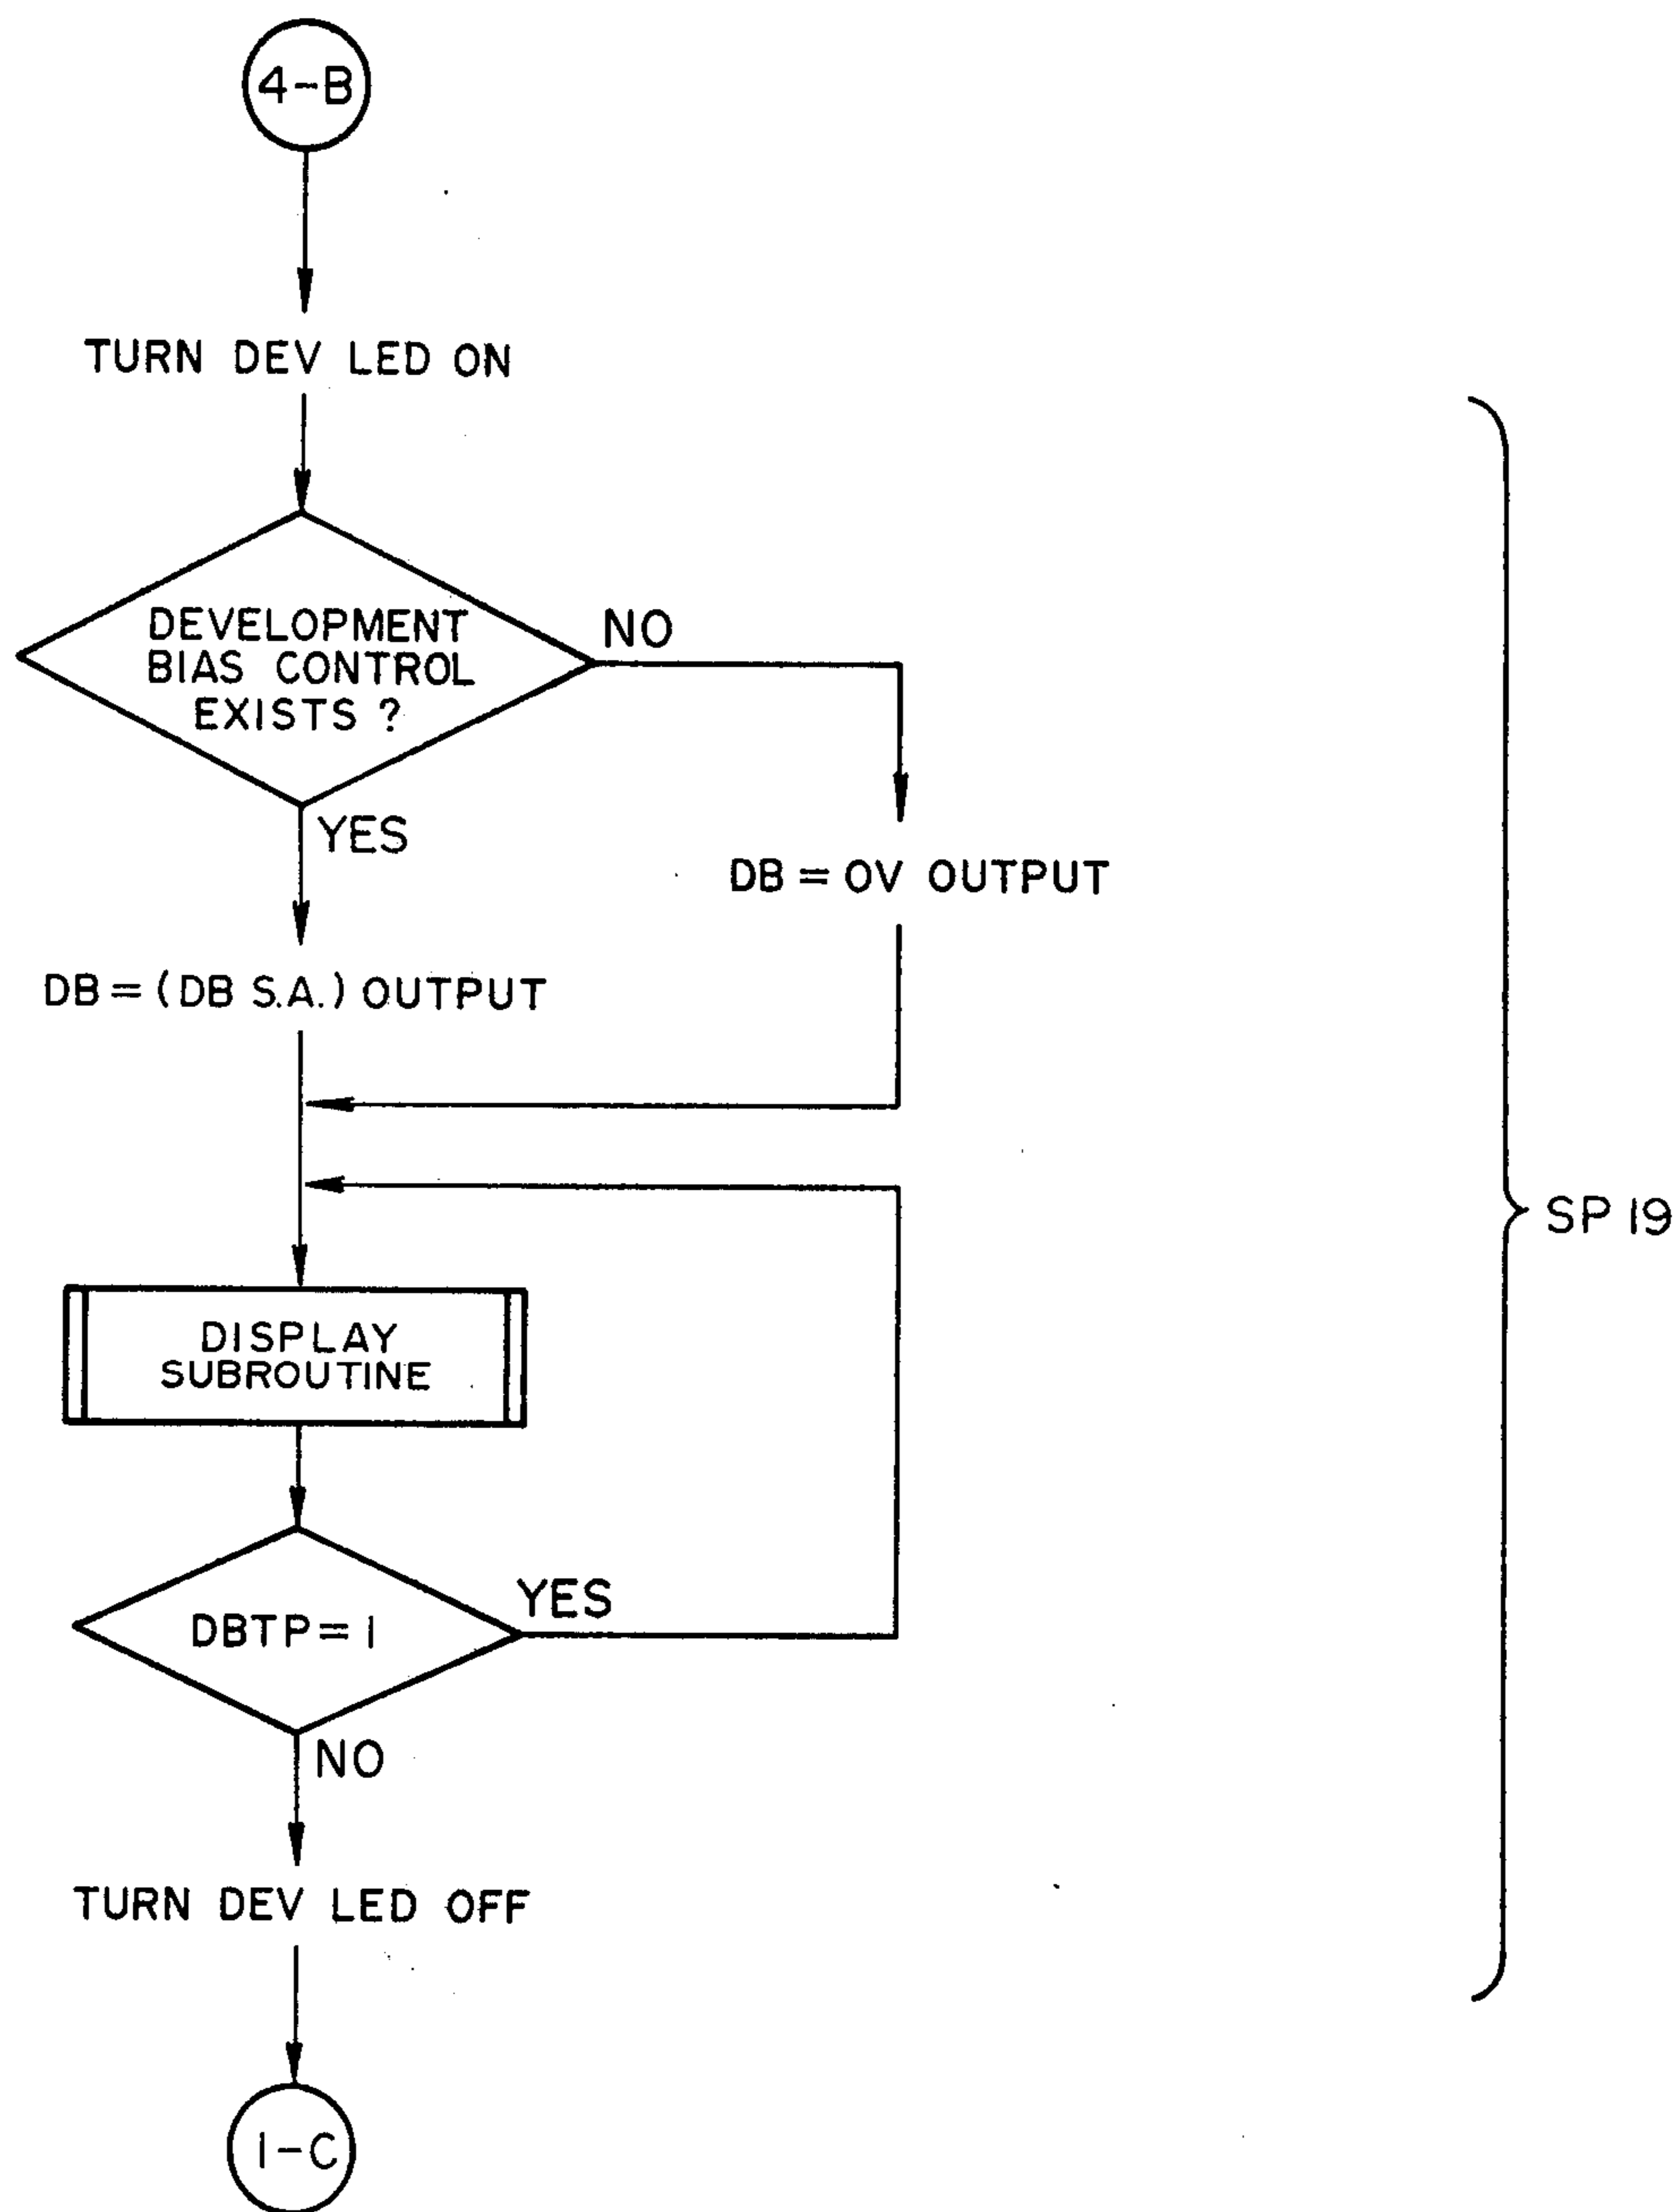 4-B
TURN DEV LED ON
DEVELOPMENT
BIAS CONTROL
EXISTS ?
NO
YES
DB = 0V OUTPUT
DB = (DB S.A.) OUTPUT
SP 19
DISPLAY
SUBROUTINE
YES
DBTP = 1
NO
TURN DEV LED OFF
1-C